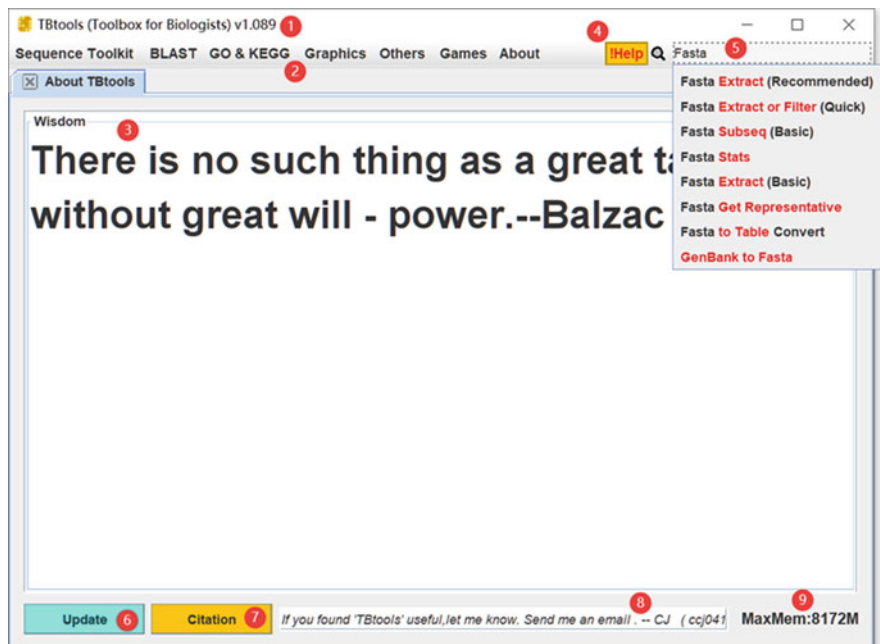 TBtools (Toolbox for Biologists) v1.089 1
4
Sequence Toolkit BLAST GO & KEGG Graphics Others Games About !Help Fasta 5
2
About TBtools
Fasta Extract (Recommended)
Fasta Extract or Filter (Quick)
Fasta Subseq (Basic)
Fasta Stats
Fasta Extract (Basic)
Fasta Get Representative
Fasta to Table Convert
GenBank to Fasta
Wisdom
3
There is no such thing as a great
without great will - power.--Balzac
8
9
Update 6 Citation 7 If you found 'TBtools' useful,let me know. Send me an email . -- CJ ( ccj041 MaxMem:8172M